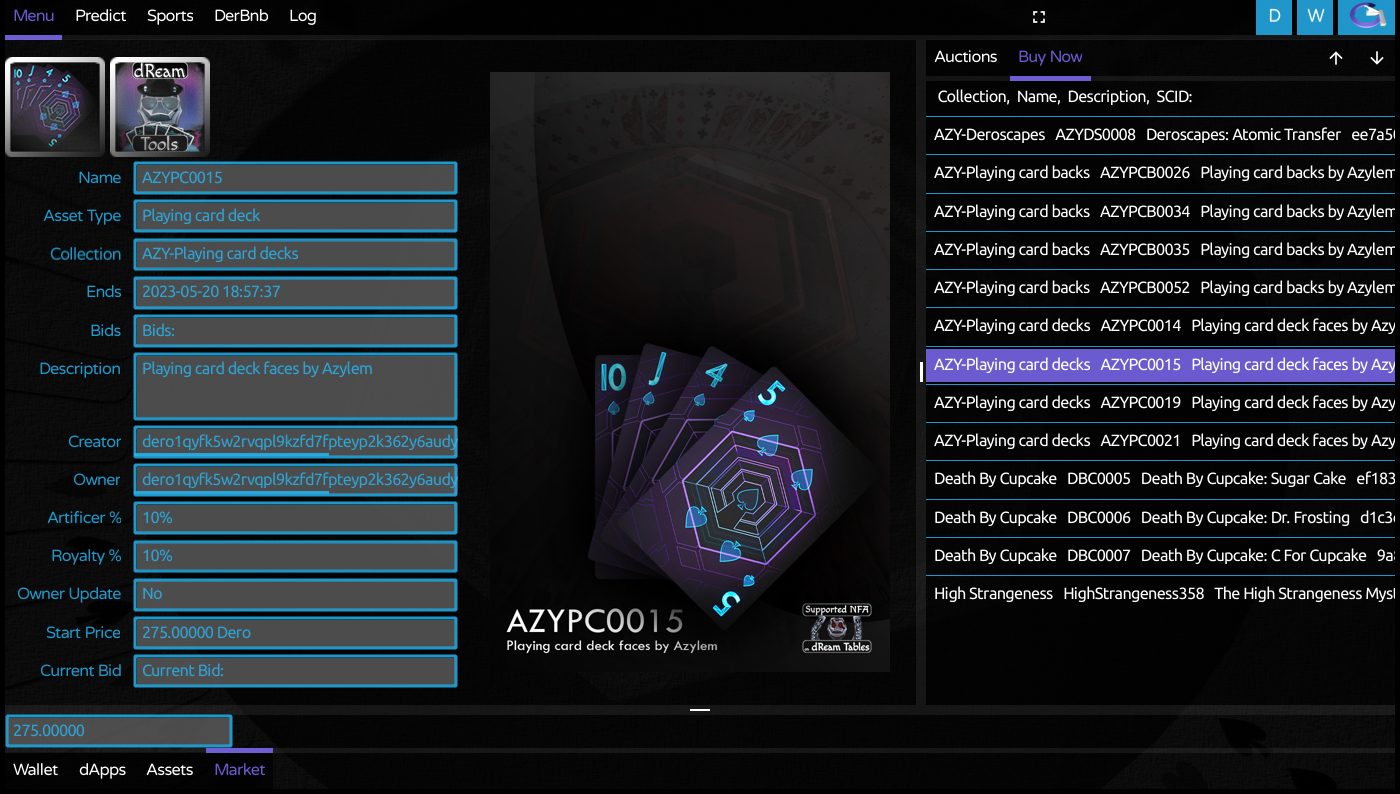 Menu Predict Sports DerBnb Log D W
Auctions Buy Now
Collection, Name, Description, SCID:
AZY-Deroscapes AZYDS0008 Deroscapes: Atomic Transfer ee7a50
AZY-Playing card backs AZYPCB0026 Playing card backs by Azylem
AZY-Playing card backs AZYPCB0034 Playing card backs by Azylem
AZY-Playing card backs AZYPCB0035 Playing card backs by Azylem
AZY-Playing card backs AZYPCB0052 Playing card backs by Azylem
AZY-Playing card decks AZYPC0014 Playing card deck faces by Azy
AZY-Playing card decks AZYPC0015 Playing card deck faces by Azy
AZY-Playing card decks AZYPC0019 Playing card deck faces by Azy
AZY-Playing card decks AZYPC0021 Playing card deck faces by Azy
Death By Cupcake DBC0005 Death By Cupcake: Sugar Cake ef183
Death By Cupcake DBC0006 Death By Cupcake: Dr. Frosting d1c3
Death By Cupcake DBC0007 Death By Cupcake: C For Cupcake 9a
High Strangeness HighStrangeness358 The High Strangeness Myst
10 J 4 5
5
dReam
Tools
Name AZYPC0015
Asset Type Playing card deck
Collection AZY-Playing card decks
Ends 2023-05-20 18:57:37
Bids Bids:
Description Playing card deck faces by Azylem
Creator dero1qyfk5w2rvqpl9kzfd7fpteyp2k362y6audy
Owner dero1qyfk5w2rvqpl9kzfd7fpteyp2k362y6audy
Artificer % 10%
Royalty % 10%
Owner Update No
Start Price 275.00000 Dero
Current Bid Current Bid:
10 J 4 5
5
AZYPC0015
Playing card deck faces by Azylem
Supported NFA
on dReam Tables
275.00000
Wallet dApps Assets Market